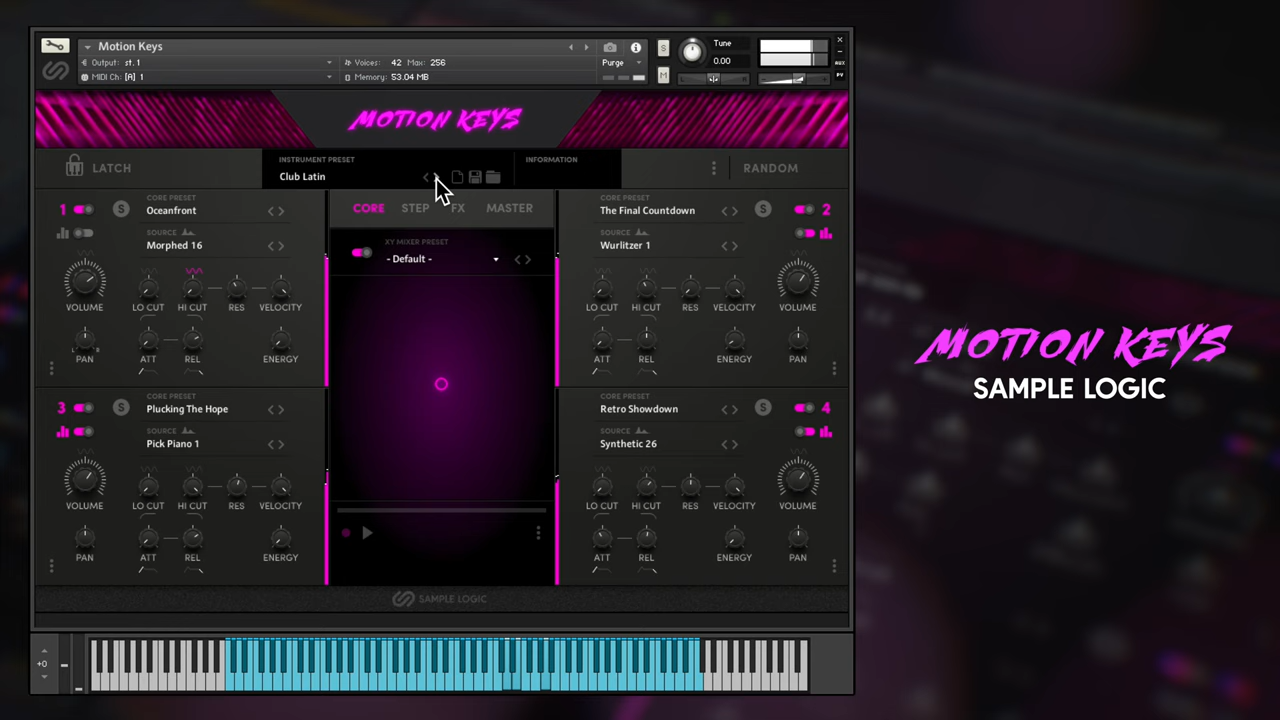 Motion Keys
Output: st. 1
Voices: 42 Max: 256
Purge
MIDI Ch: [A] 1
Memory: 53.04 MB
S
M
Tune
0.00
AUX
PV
MOTION KEYS
LATCH
INSTRUMENT PRESET
Club Latin
INFORMATION
RANDOM
CORE STEP FX MASTER
XY MIXER PRESET
- Default -
1
S
CORE PRESET
Oceanfront
SOURCE
Morphed 16
VOLUME
LO CUT HI CUT RES VELOCITY
PAN
ATT REL ENERGY
CORE PRESET
The Final Countdown
S
2
SOURCE
Wurlitzer 1
LO CUT HI CUT RES VELOCITY
VOLUME
ATT REL ENERGY
PAN
3
S
CORE PRESET
Plucking The Hope
SOURCE
Pick Piano 1
VOLUME
LO CUT HI CUT RES VELOCITY
PAN
ATT REL ENERGY
CORE PRESET
Retro Showdown
S
4
SOURCE
Synthetic 26
LO CUT HI CUT RES VELOCITY
VOLUME
ATT REL ENERGY
PAN
SAMPLE LOGIC
+0
MOTION KEYS
SAMPLE LOGIC